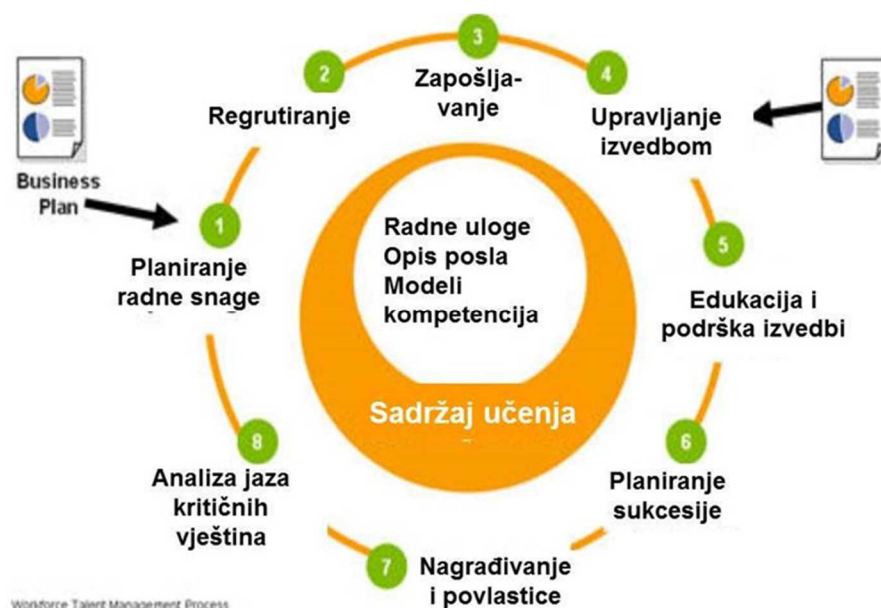 Business
Plan
1
Planiranje
radne snage
2
Regrutiranje
3
Zapošlja-
vanje
4
Upravljanje
izvedbom
5
Edukacija i
podrška izvedbi
6
Planiranje
sukcesije
7
Nagrađivanje
i povlastice
8
Analiza jaza
kritičnih
vještina
Radne uloge
Opis posla
Modeli
kompetencija
Sadržaj učenja
Workforce Talent Management Process